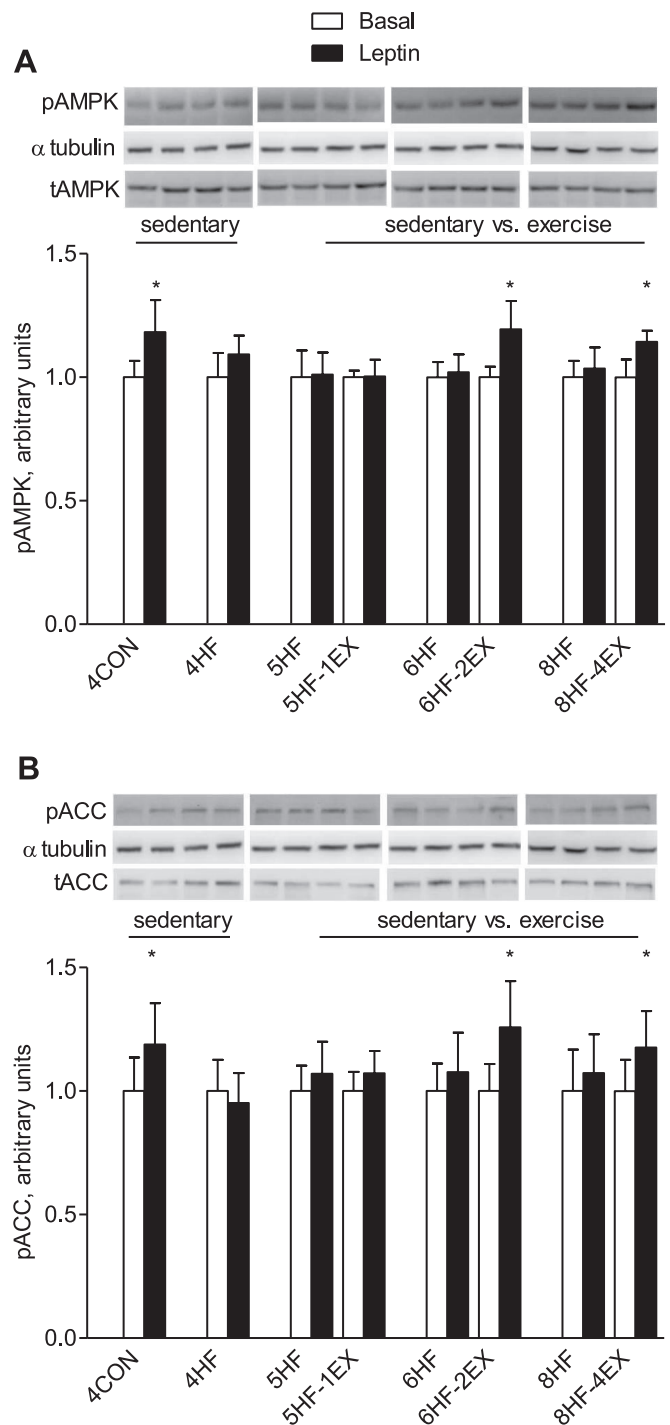 Basal
Leptin
A
pAMPK
α tubulin
tAMPK
sedentary
sedentary vs. exercise
1.5
*
*
*
1.0
0.5
0.0
pAMPK, arbitrary units
4CON
4HF
5HF
5HF-1EX
6HF
6HF-2EX
8HF
8HF-4EX
B
pACC
α tubulin
tACC
sedentary
sedentary vs. exercise
*
*
*
1.5
1.0
0.5
0.0
pACC, arbitrary units
4CON
4HF
5HF
5HF-1EX
6HF
6HF-2EX
8HF
8HF-4EX